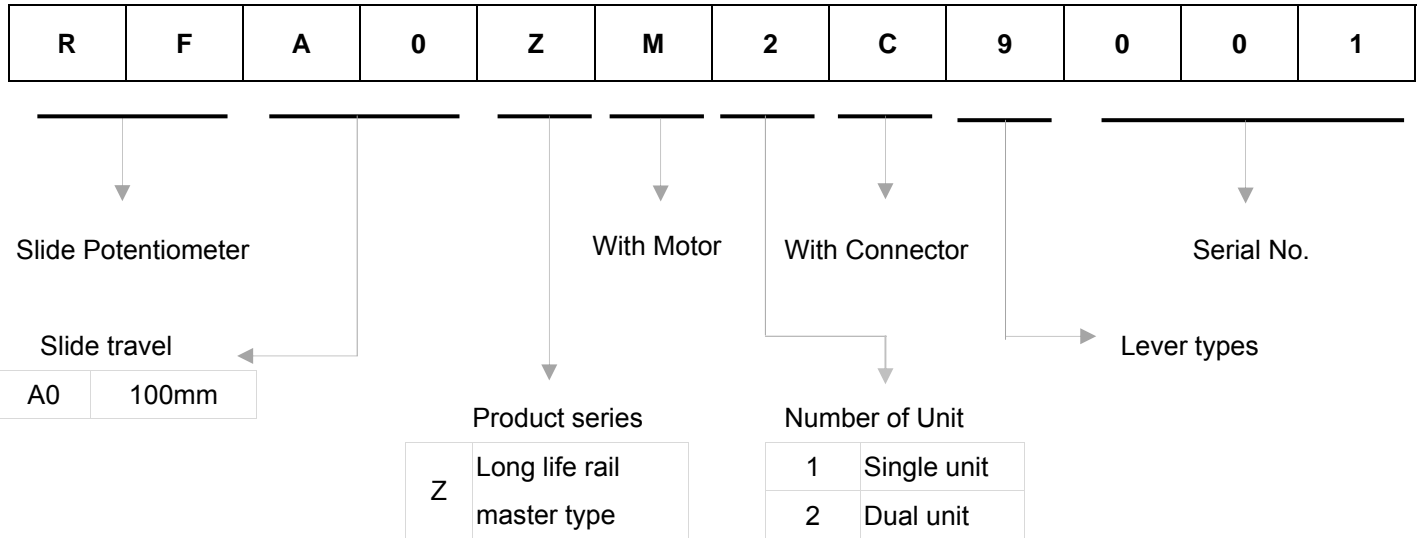 R F A 0 Z M 2 C 9 0 0 1
Slide Potentiometer
With Motor
With Connector
Serial No.
Slide travel
A0 100mm
Lever types
Product series
Z Long life rail
master type
Number of Unit
1 Single unit
2 Dual unit